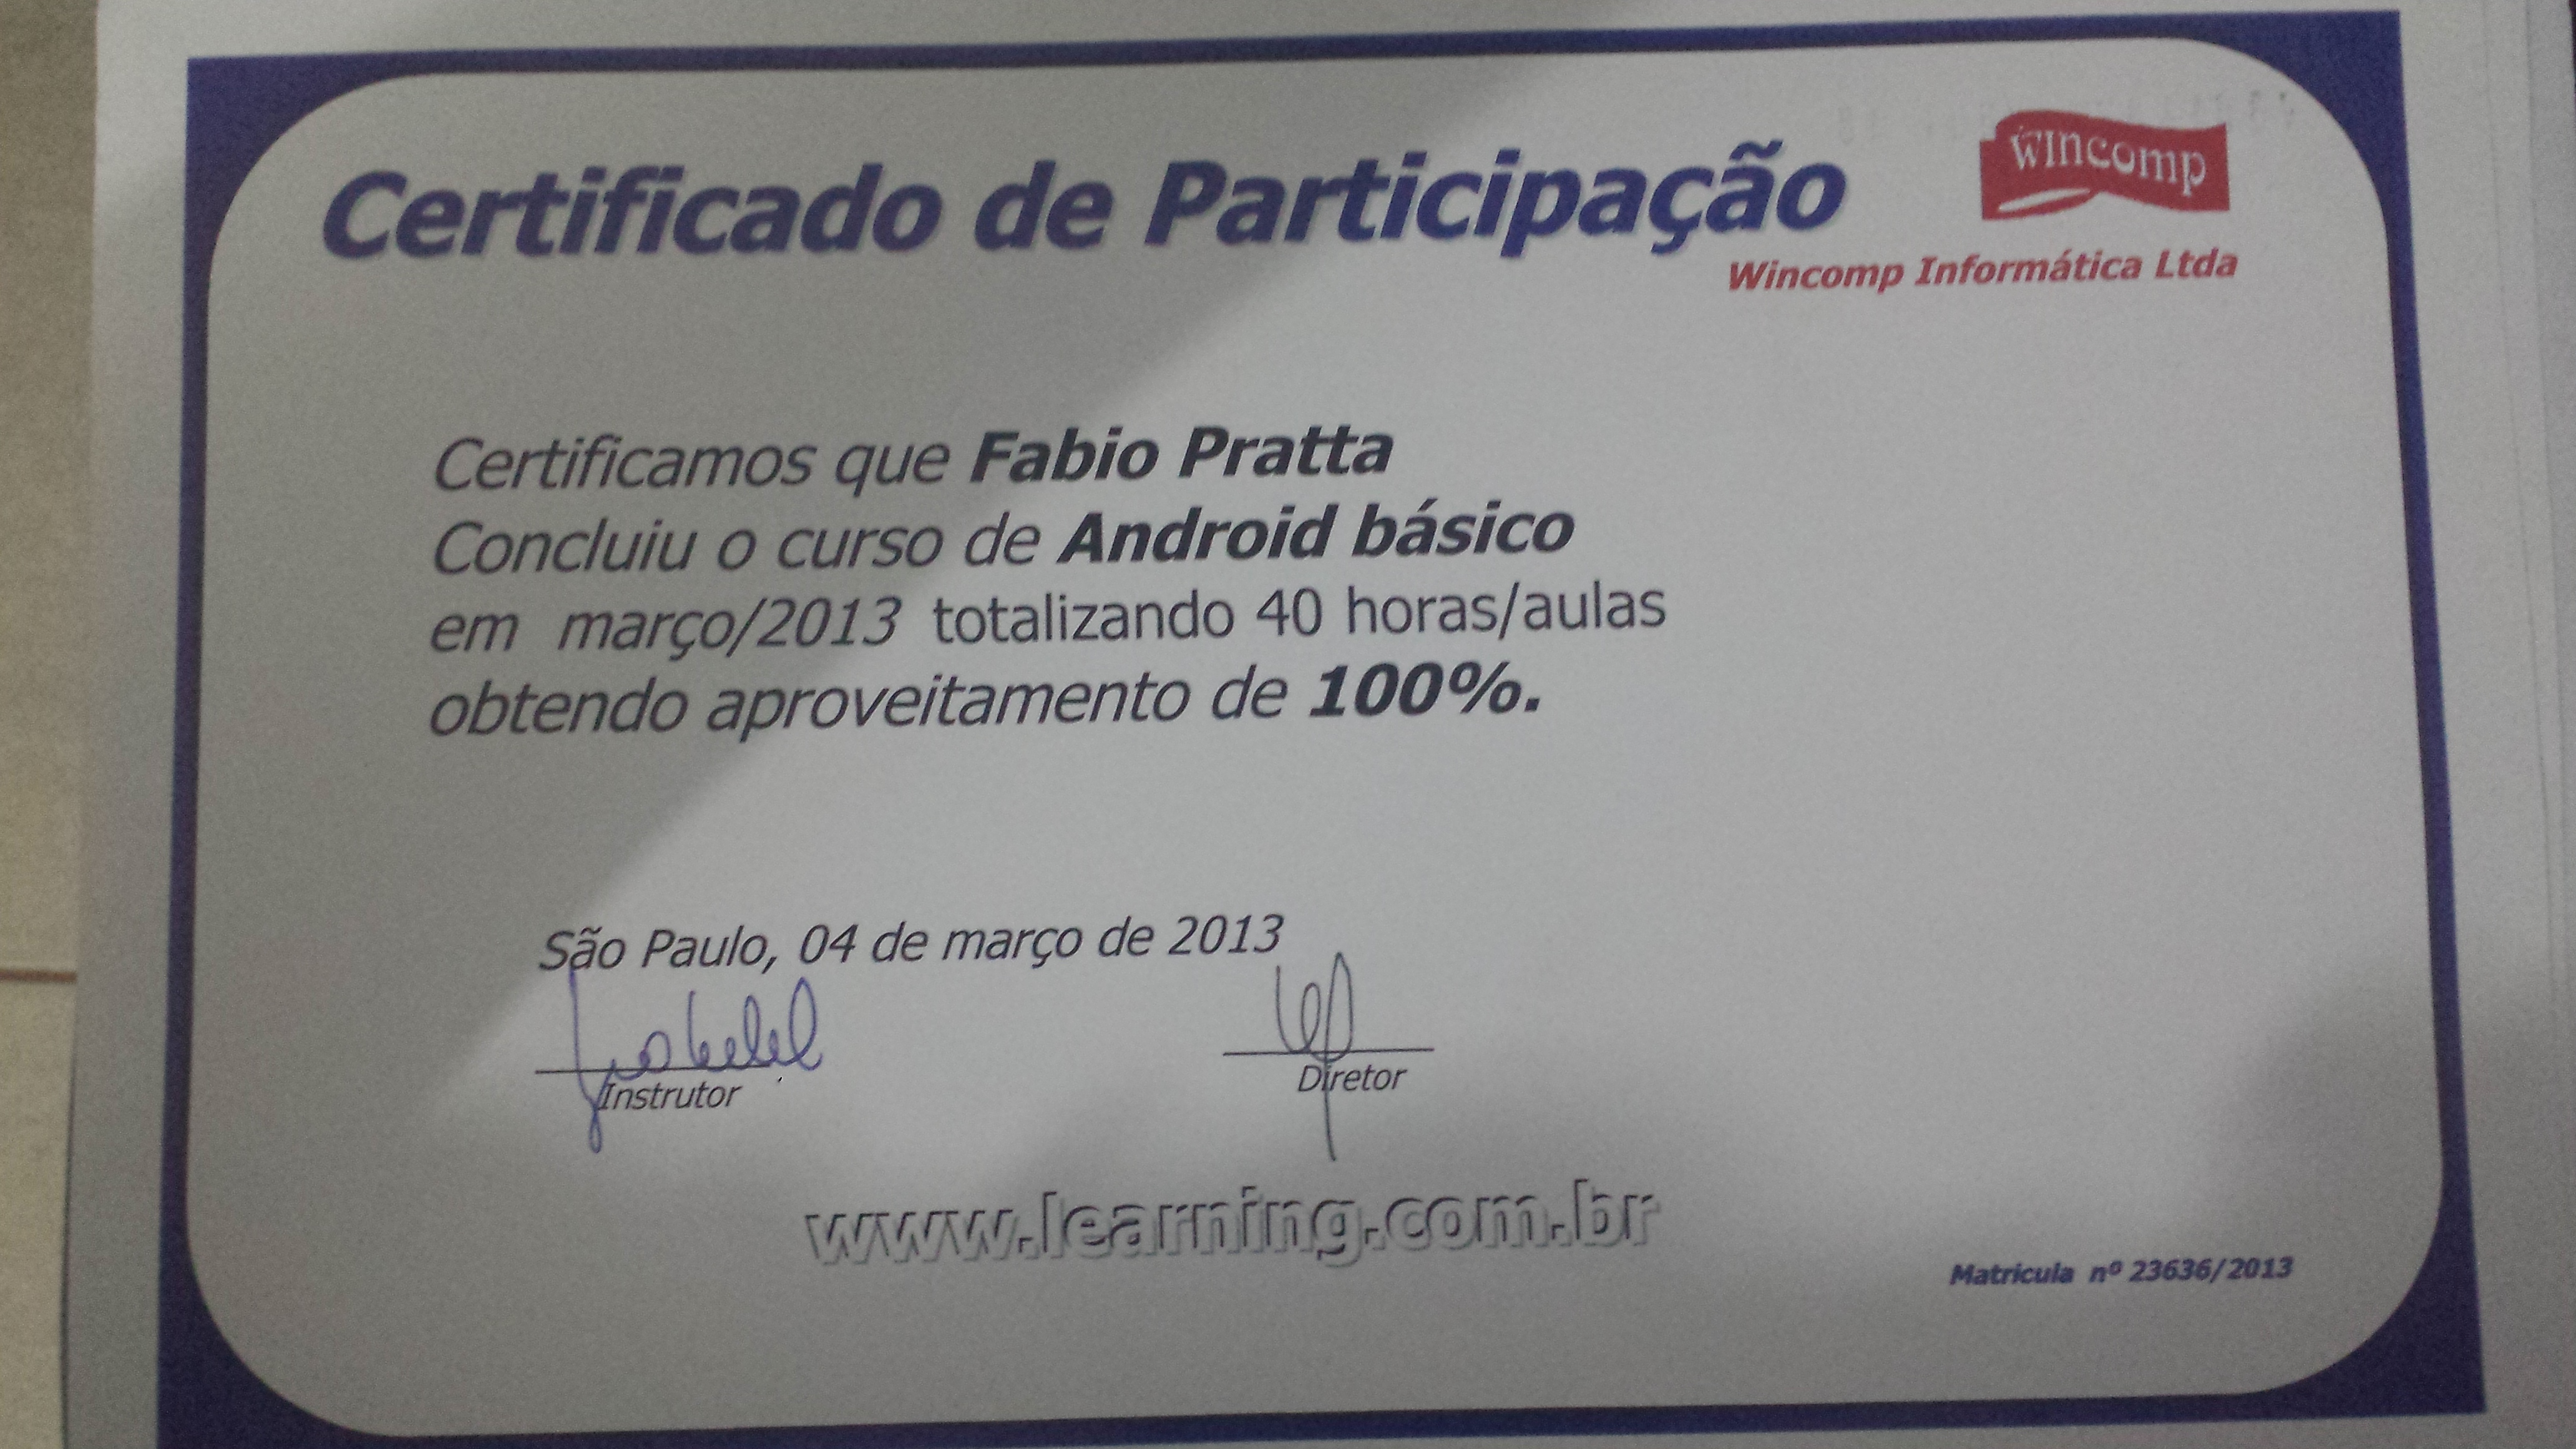 Certificado de Participação
wincomp
Wincomp Informática Ltda
Certificamos que Fabio Pratta
Concluiu o curso de Android básico
em março/2013 totalizando 40 horas/aulas
obtendo aproveitamento de 100%.
São Paulo, 04 de março de 2013
Instrutor
Diretor
www.learning.com.br
Matricula nº 23636/2013